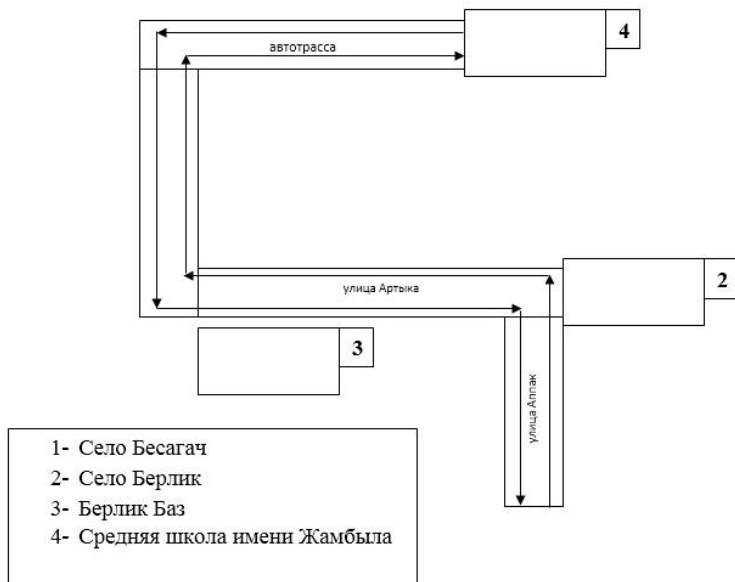 4
автотрасса
2
улица Артыка
3
улица Аппак
1- Село Бесагач
2- Село Берлик
3- Берлик Баз
4- Средняя школа имени Жамбыла